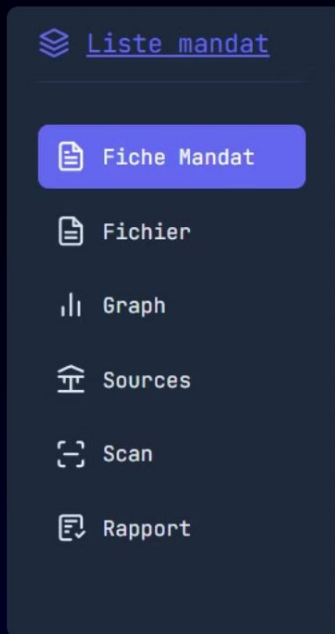 Liste mandat
Fiche Mandat
Fichier
Graph
Sources
Scan
Rapport